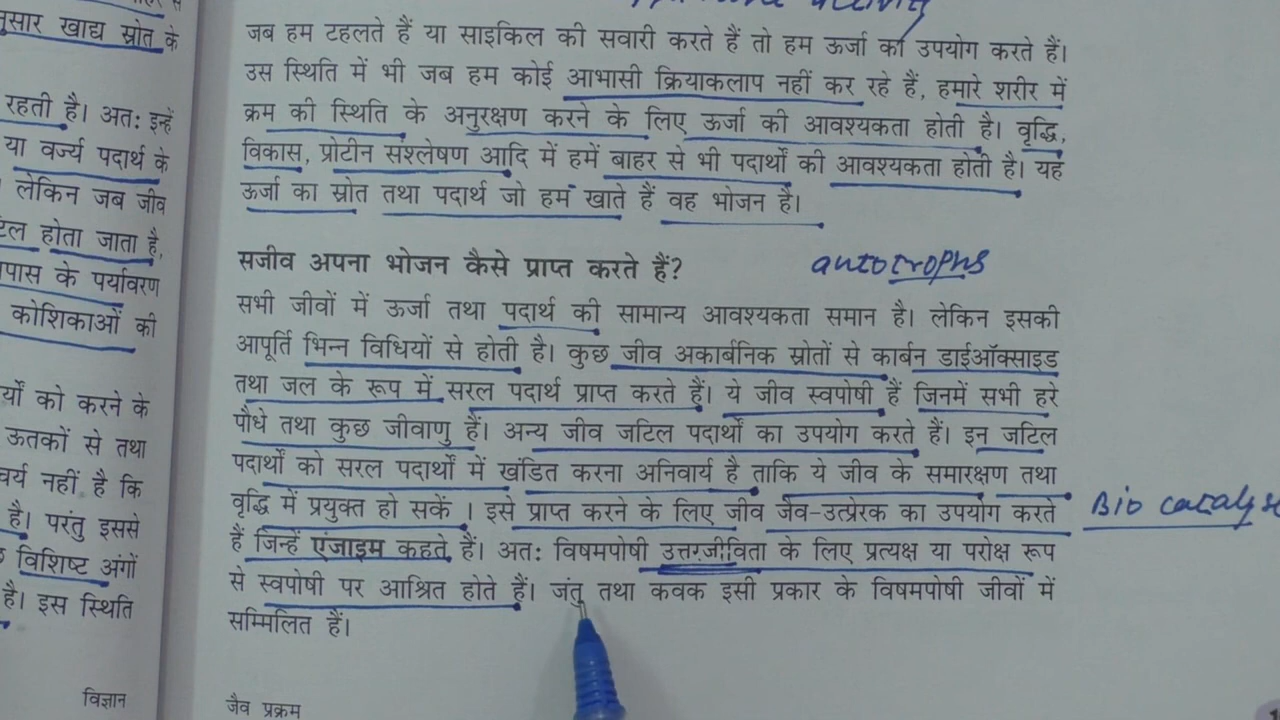 नुसार खाद्य स्रोत के
रहती है। अतः इन्हें
या वर्ज्य पदार्थ के
लेकिन जब जीव
होता जाता है,
के पर्यावरण
कोशिकाओं की
को करने के
ऊतकों से तथा
नहीं है कि
है। परंतु इससे
विशिष्ट अंगों
है। इस स्थिति
विज्ञान
activity
जब हम टहलते हैं या साइकिल की सवारी करते हैं तो हम ऊर्जा का उपयोग करते हैं।
उस स्थिति में भी जब हम कोई आभासी क्रियाकलाप नहीं कर रहे हैं, हमारे शरीर में
क्रम की स्थिति के अनुरक्षण करने के लिए ऊर्जा की आवश्यकता होती है। वृद्धि,
विकास, प्रोटीन संश्लेषण आदि में हमें बाहर से भी पदार्थों की आवश्यकता होती है। यह
ऊर्जा का स्रोत तथा पदार्थ जो हम खाते हैं वह भोजन है।
सजीव अपना भोजन कैसे प्राप्त करते हैं? autotrophs
सभी जीवों में ऊर्जा तथा पदार्थ की सामान्य आवश्यकता समान है। लेकिन इसकी
आपूर्ति भिन्न विधियों से होती है। कुछ जीव अकार्बनिक स्रोतों से कार्बन डाईऑक्साइड
तथा जल के रूप में सरल पदार्थ प्राप्त करते हैं। ये जीव स्वपोषी हैं जिनमें सभी हरे
पौधे तथा कुछ जीवाणु हैं। अन्य जीव जटिल पदार्थों का उपयोग करते हैं। इन जटिल
पदार्थों को सरल पदार्थों में खंडित करना अनिवार्य है ताकि ये जीव के समारक्षण तथा
वृद्धि में प्रयुक्त हो सकें। इसे प्राप्त करने के लिए जीव जैव-उत्प्रेरक का उपयोग करते Bio
हैं जिन्हें एंजाइम कहते हैं। अतः विषमपोषी उत्तरजीविता के लिए प्रत्यक्ष या परोक्ष रूप
से स्वपोषी पर आश्रित होते हैं। जंतु तथा कवक इसी प्रकार के विषमपोषी जीवों में
सम्मिलित हैं।
जैव प्रक्रम